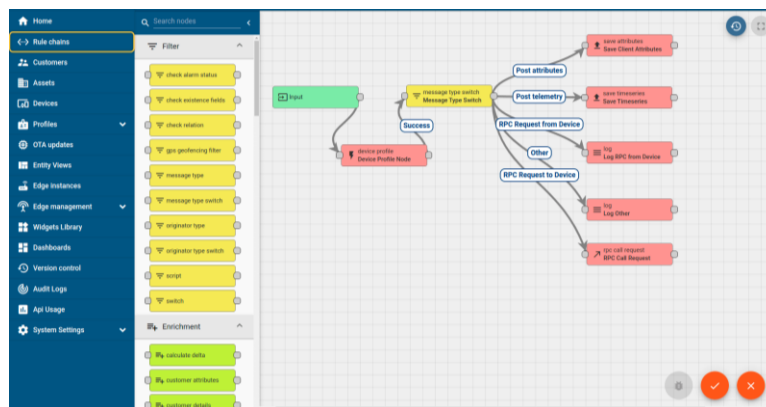 Home
Rule chains
Customers
Assets
Devices
Profiles
OTA updates
Entity Views
Edge instances
Edge management
Widgets Library
Dashboards
Version control
Audit Logs
Api Usage
System Settings
Search nodes
Filter
check alarm status
check existence fields
check relation
gps geofencing filter
message type
message type switch
originator type
originator type switch
script
switch
Enrichment
calculate delta
customer attributes
customer details
Input
device profile
Device Profile Node
Success
message type switch
Message Type Switch
Post attributes
Post telemetry
RPC Request from Device
Other
RPC Request to Device
save attributes
Save Client Attributes
save timeseries
Save Timeseries
log
Log RPC from Device
log
Log Other
rpc call request
RPC Call Request